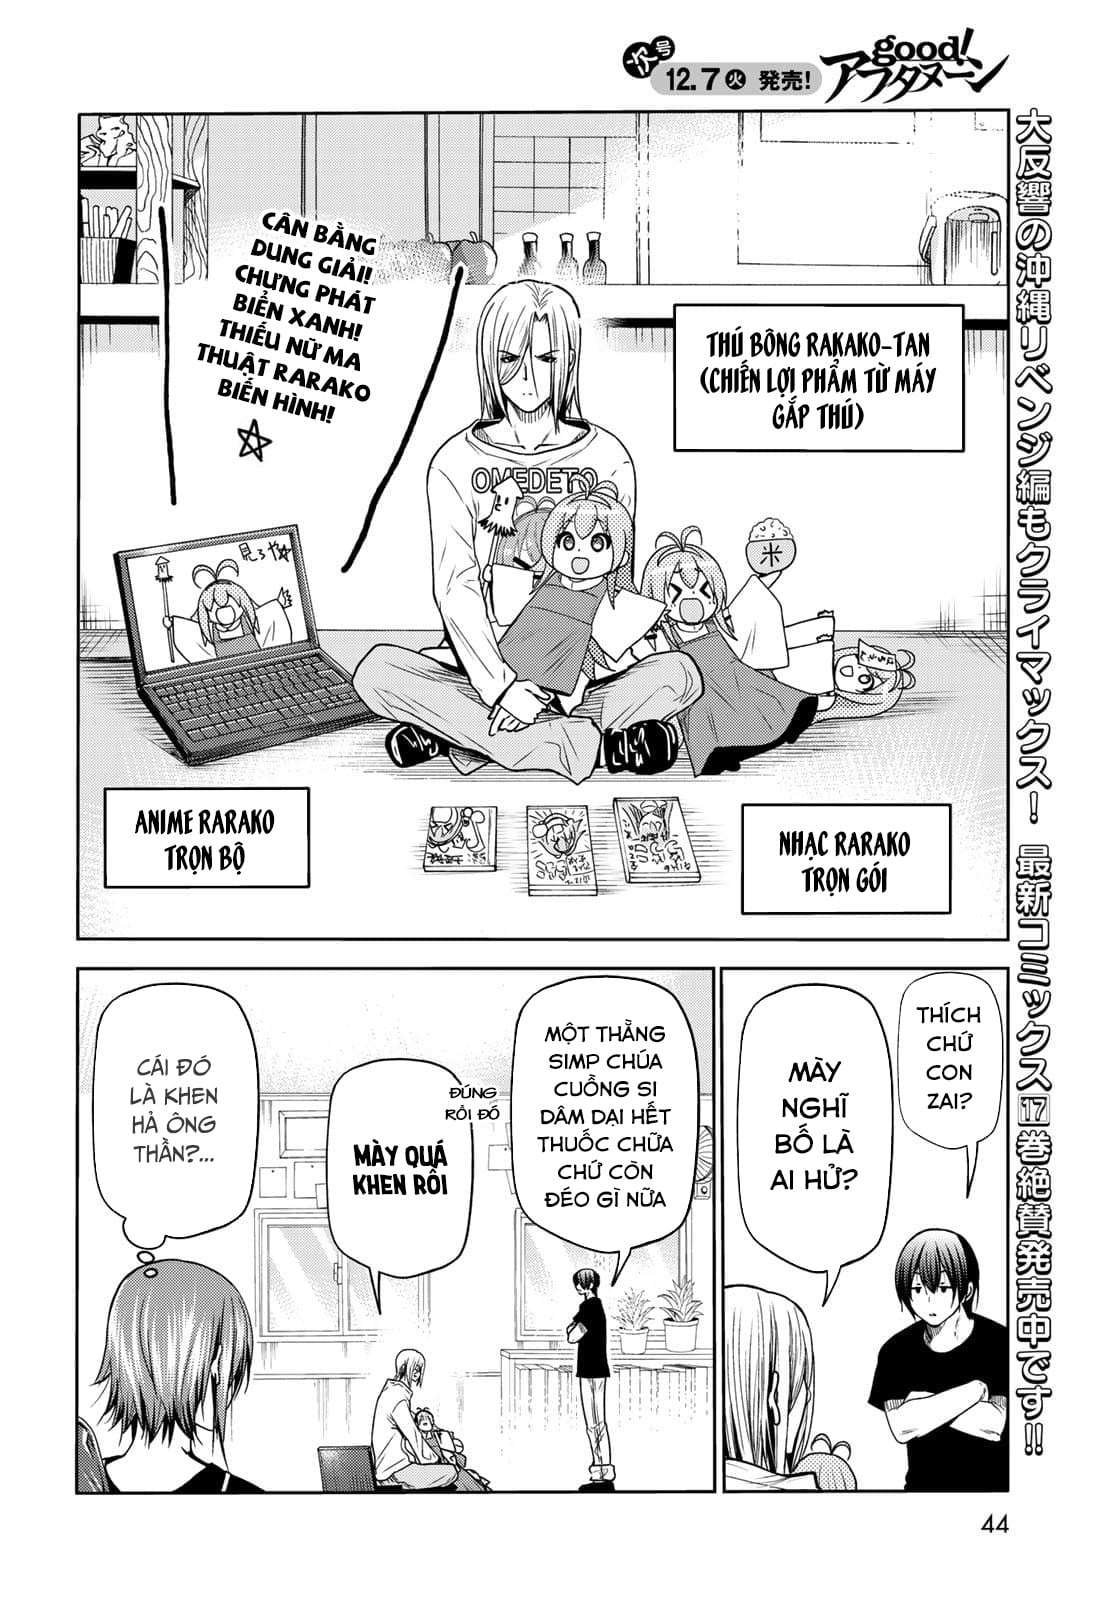 good!
アフタヌーン
次号
12.7火発売!
大反響の沖縄リベンジ編もクライマックス! 最新コミックス17巻絶賛発売中です!!
THÚ BÔNG RAKAKO-TAN
(CHIẾN LỢI PHẨM TỪ MÁY
GẮP THÚ)
CÂN BẰNG
DUNG GIẢI!
CHƯNG PHÁT
BIỂN XANH!
THIẾU NỮ MA
THUẬT RARAKO
BIẾN HÌNH!
OMEDETO
米
NHẠC RARAKO
TRỌN GÓI
ANIME RARAKO
TRỌN BỘ
THÍCH
CHỨ
CON
ZAI?
MÀY
NGHĨ
BỐ LÀ
AI HỬ?
MỘT THẰNG
SIMP CHÚA
CUỒNG SI
DÂM DẠI HẾT
THUỐC CHỮA
CHỨ CÒN
ĐÉO GÌ NỮA
ĐÚNG
RỒI ĐÓ
MÀY QUÁ
KHEN RỒI
CÁI ĐÓ
LÀ KHEN
HẢ ÔNG
THẦN?...
44